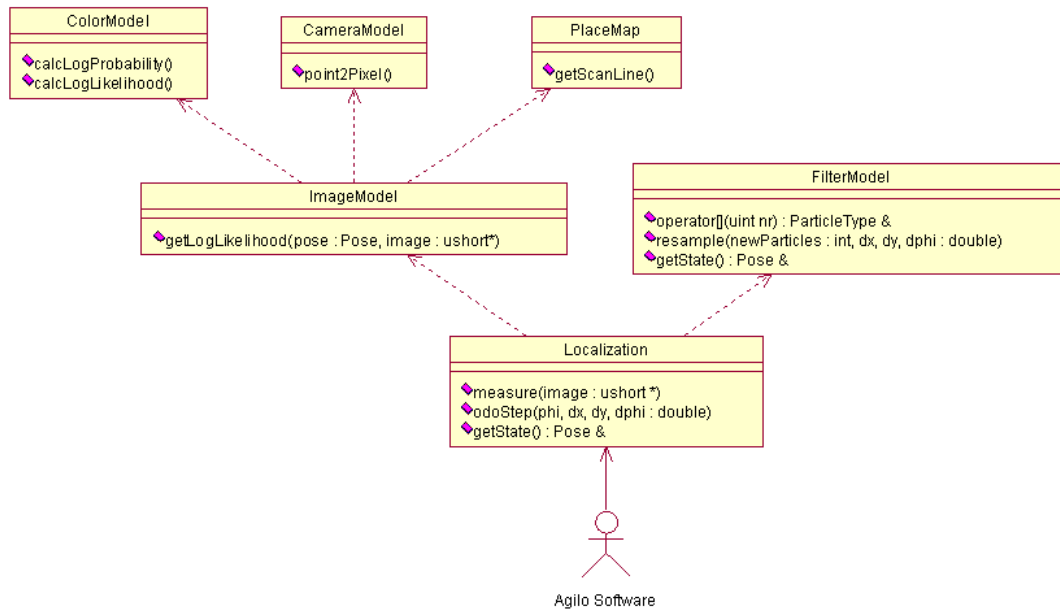 ColorModel
calcLogProbability()
calcLogLikelihood()
CameraModel
point2Pixel()
PlaceMap
getScanLine()
ImageModel
getLogLikelihood(pose : Pose, image : ushort*)
FilterModel
operator[](uint nr) : ParticleType &
resample(newParticles : int, dx, dy, dphi : double)
getState() : Pose &
Localization
measure(image : ushort *)
odoStep(phi, dx, dy, dphi : double)
getState() : Pose &
Agilo Software